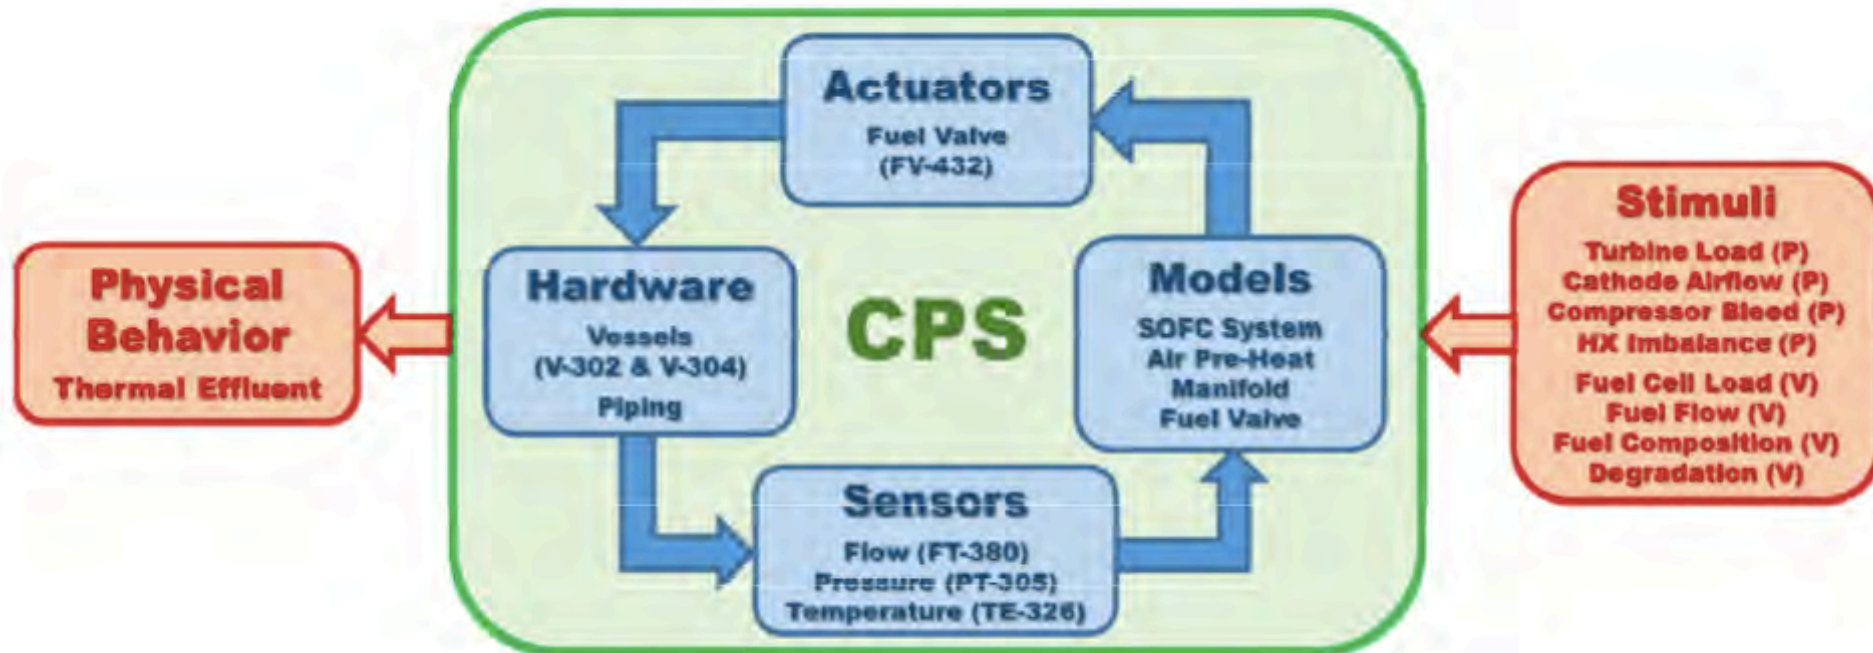 Actuators
Fuel Valve
(FV-432)
Physical
Behavior
Thermal Effluent
Hardware
Vessels
(V-302 & V-304)
Piping
CPS
Models
SOFC System
Air Pre-Heat
Manifold
Fuel Valve
Sensors
Flow (FT-380)
Pressure (PT-305)
Temperature (TE-326)
Stimuli
Turbine Load (P)
Cathode Airflow (P)
Compressor Bleed (P)
HX Imbalance (P)
Fuel Cell Load (V)
Fuel Flow (V)
Fuel Composition (V)
Degradation (V)